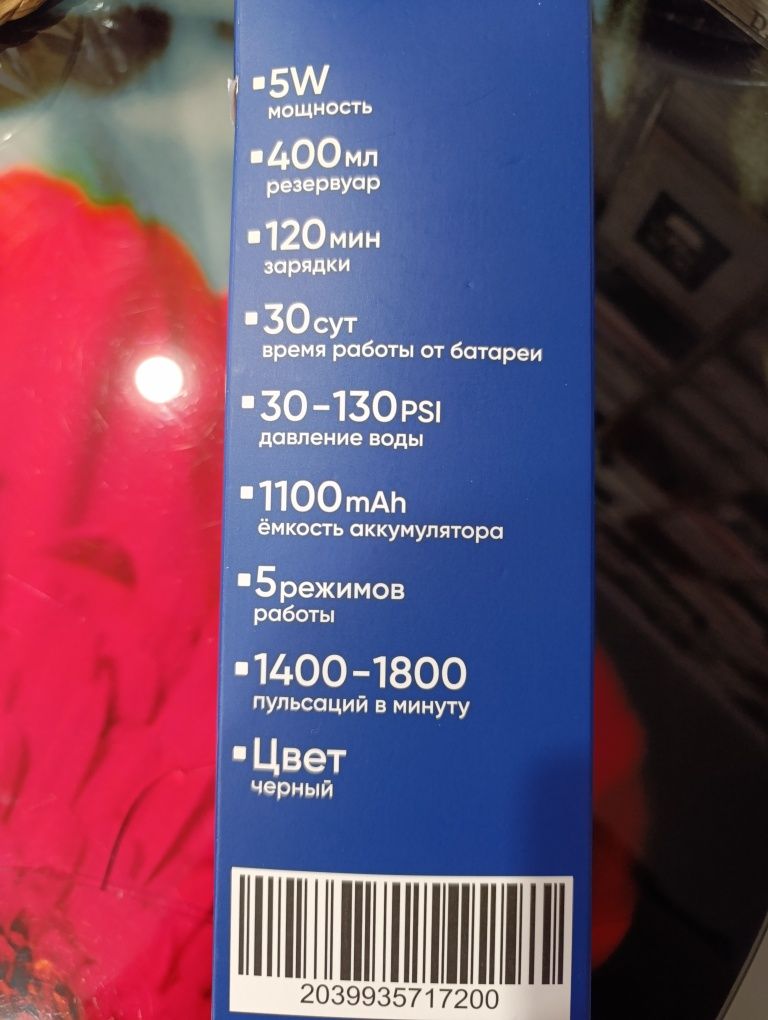 5W
мощность
400мл
резервуар
120мин
зарядки
30сут
время работы от батареи
30-130PSI
давление воды
1100mAh
ёмкость аккумулятора
5режимов
работы
1400-1800
пульсаций в минуту
Цвет
черный
2039935717200